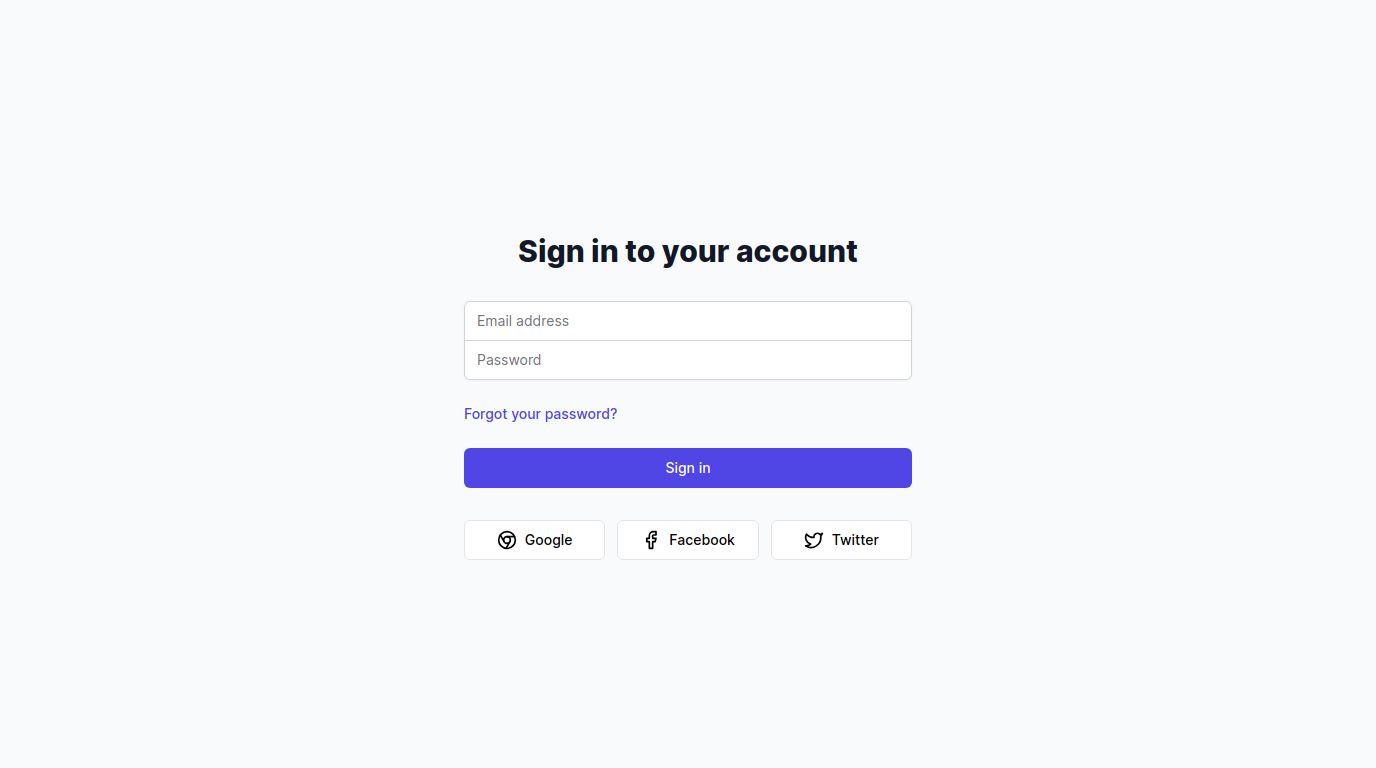 Sign in to your account
Email address
Password
Forgot your password?
Sign in
Google Facebook Twitter